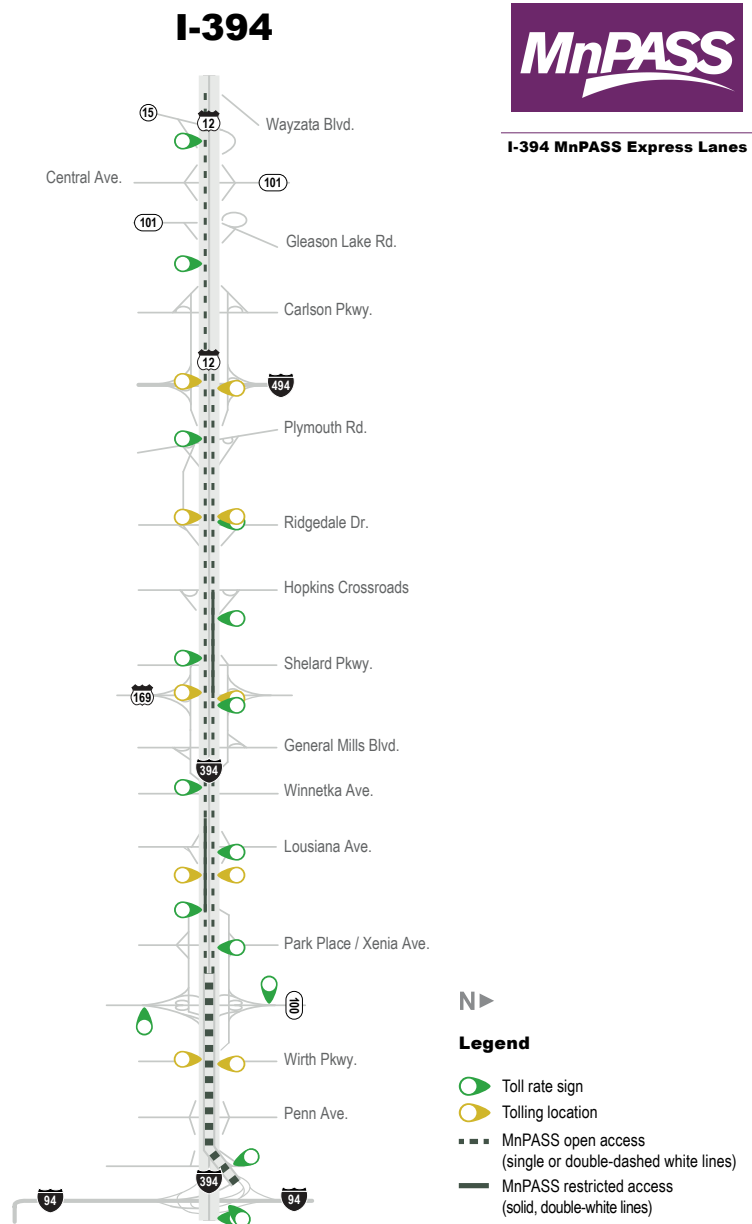 I-394
MnPASS
I-394 MnPASS Express Lanes
15
12
Wayzata Blvd.
Central Ave.
101
101
Gleason Lake Rd.
Carlson Pkwy.
12
494
Plymouth Rd.
Ridgedale Dr.
Hopkins Crossroads
Shelard Pkwy.
169
General Mills Blvd.
394
Winnetka Ave.
Lousiana Ave.
Park Place / Xenia Ave.
100
N
Legend
Wirth Pkwy.
Toll rate sign
Tolling location
Penn Ave.
MnPASS open access
(single or double-dashed white lines)
394
MnPASS restricted access
(solid, double-white lines)
94
94